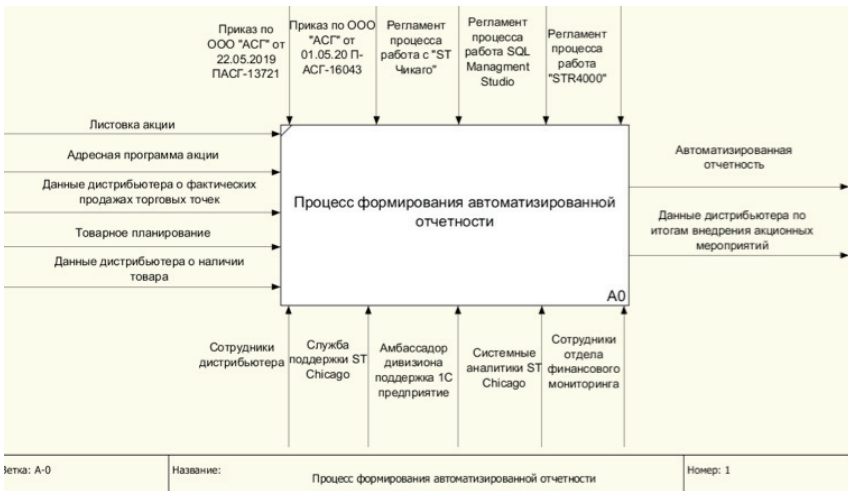 Приказ по
ООО "АСГ" от
22.05.2019
ПАСГ-13721
Приказ по ООО
"АСГ" от
01.05.20 П-
АСГ-16043
Регламент
процесса
работа с "ST
Чикаго"
Регламент
процесса
работа SQL
Managment
Studio
Регламент
процесса
работа
"STR4000"
Листовка акции
Адресная программа акции
Данные дистрибьютера о фактических
продажах торговых точек
Товарное планирование
Данные дистрибьютера о наличии
товара
Процесс формирования автоматизированной
отчетности
A0
Автоматизированная
отчетность
Данные дистрибьютера по
итогам внедрения акционных
мероприятий
Сотрудники
дистрибьютера
Служба
поддержки ST
Chicago
Амбассадор
дивизиона
поддержка 1С
предприятие
Системные
аналитики ST
Chicago
Сотрудники
отдела
финансового
мониторинга
Ветка: А-0
Название:
Процесс формирования автоматизированной отчетности
Номер: 1